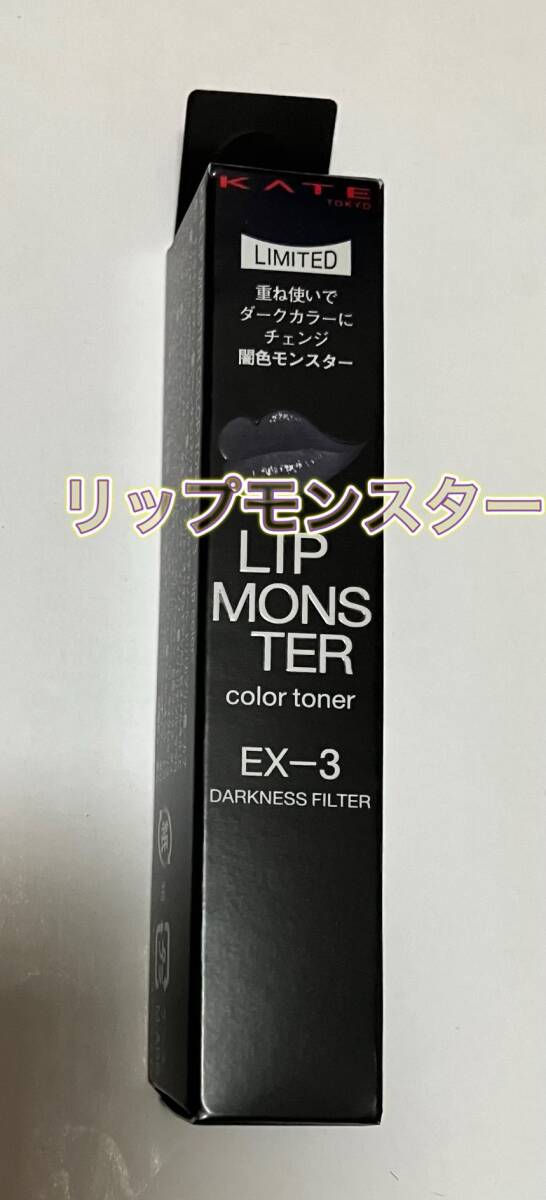 KATE
TOKYO
LIMITED
重ね使いで
ダークカラーに
チェンジ
闇色モンスター
リップモンスター
LIP
MONS
TER
color toner
EX-3
DARKNESS FILTER